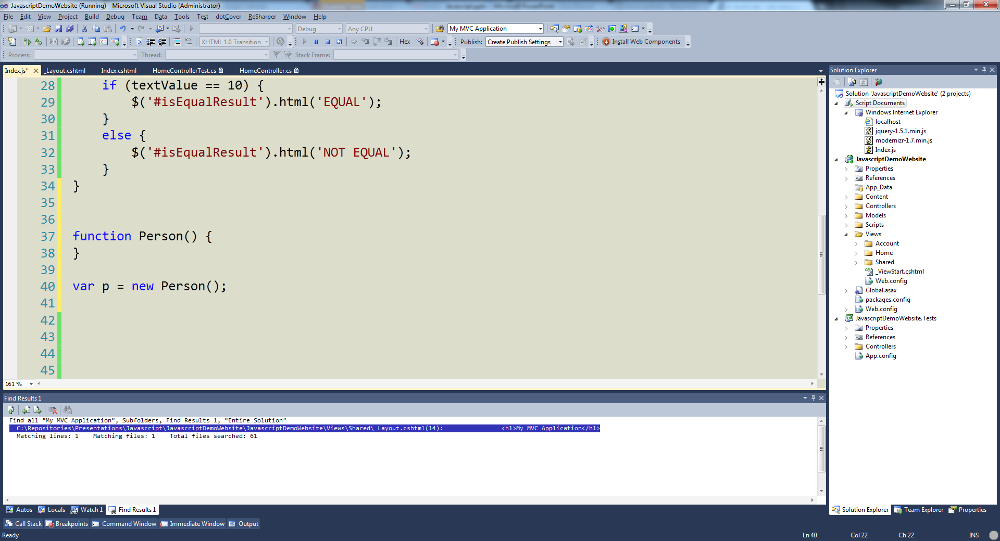 JavascriptDemoWebsite (Running) - Microsoft Visual Studio (Administrator)
File Edit View Project Build Debug Team Data Tools Test dotCover ReSharper Window Help
Debug Any CPU My MVC Application
XHTML 1.0 Transition Hex Publish: Create Publish Settings Install Web Components
Process: Thread: Stack Frame:
Index.js* _Layout.cshtml Index.cshtml HomeControllerTest.cs HomeController.cs
28 if (textValue == 10) {
29 $('#isEqualResult').html('EQUAL');
30 }
31 else {
32 $('#isEqualResult').html('NOT EQUAL');
33 }
34 }
35
36
37 function Person() {
38 }
39
40 var p = new Person();
41
42
43
44
45
161 %
Find Results 1
Find all "My MVC Application", Subfolders, Find Results 1, "Entire Solution"
C:\Repositories\Presentations\Javascript\JavascriptDemoWebsite\JavascriptDemoWebsite\Views\Shared\_Layout.cshtml(14): <h1>My MVC Application</h1>
Matching lines: 1 Matching files: 1 Total files searched: 61
Autos Locals Watch 1 Find Results 1
Call Stack Breakpoints Command Window Immediate Window Output
Solution Explorer
Solution 'JavascriptDemoWebsite' (2 projects)
Script Documents
Windows Internet Explorer
localhost
jquery-1.5.1.min.js
modernizr-1.7.min.js
Index.js
JavascriptDemoWebsite
Properties
References
App_Data
Content
Controllers
Models
Scripts
Views
Account
Home
Shared
_ViewStart.cshtml
Web.config
Global.asax
packages.config
Web.config
JavascriptDemoWebsite.Tests
Properties
References
Controllers
App.config
Solution Explorer Team Explorer Properties
Ready Ln 40 Col 22 Ch 22 INS